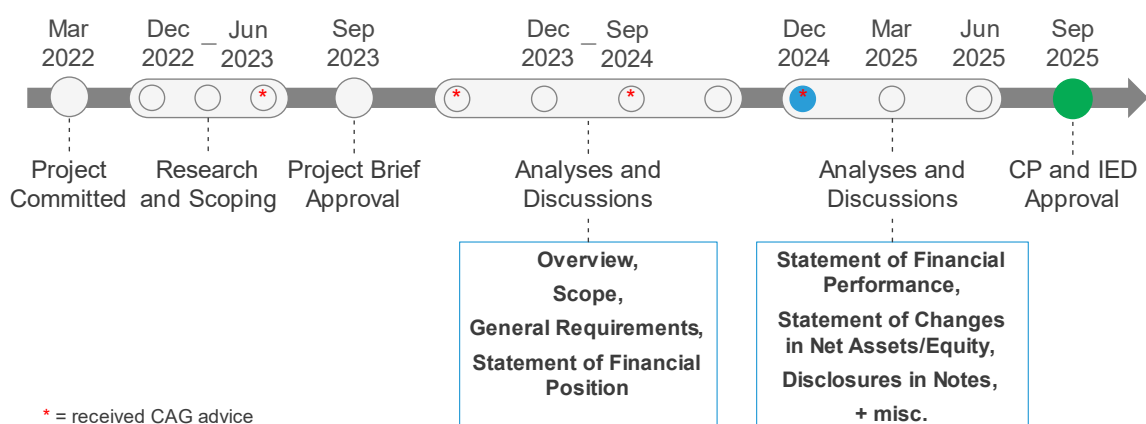 Mar
2022
Dec
2022
–
Jun
2023
Sep
2023
Dec
2023
–
Sep
2024
Dec
2024
Mar
2025
Jun
2025
Sep
2025
*
*
*
*
Project
Committed
Research
and Scoping
Project Brief
Approval
Analyses and
Discussions
Analyses and
Discussions
CP and IED
Approval
Overview,
Scope,
General Requirements,
Statement of Financial
Position
Statement of Financial
Performance,
Statement of Changes
in Net Assets/Equity,
Disclosures in Notes,
+ misc.
* = received CAG advice